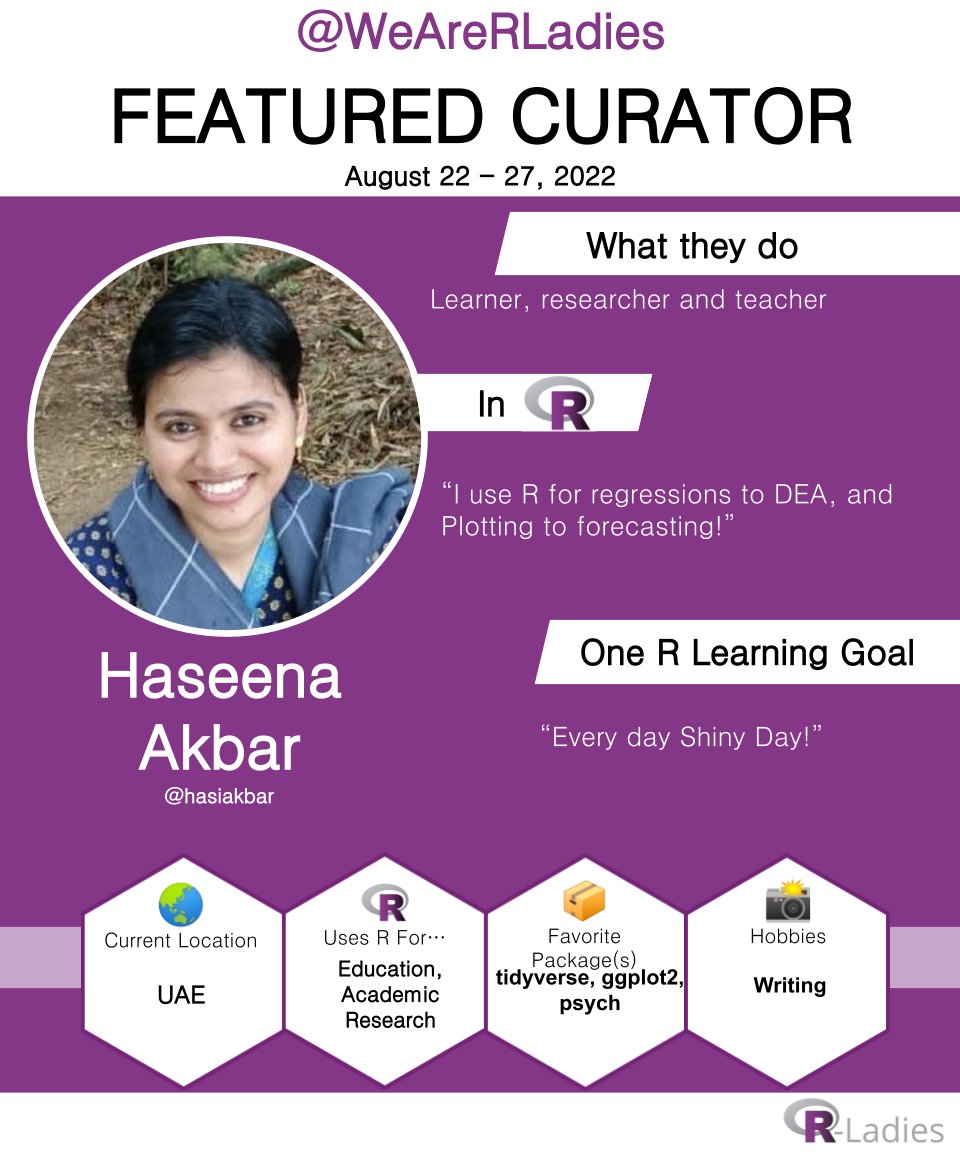 @WeAreRLadies
FEATURED CURATOR
August 22 – 27, 2022
What they do
Learner, researcher and teacher
In R
“I use R for regressions to DEA, and
Plotting to forecasting!”
One R Learning Goal
“Every day Shiny Day!”
Haseena
Akbar
@hasiakbar
Current Location
UAE
R
Uses R For…
Education,
Academic
Research
Favorite
Package(s)
tidyverse, ggplot2,
psych
Hobbies
Writing
R-Ladies